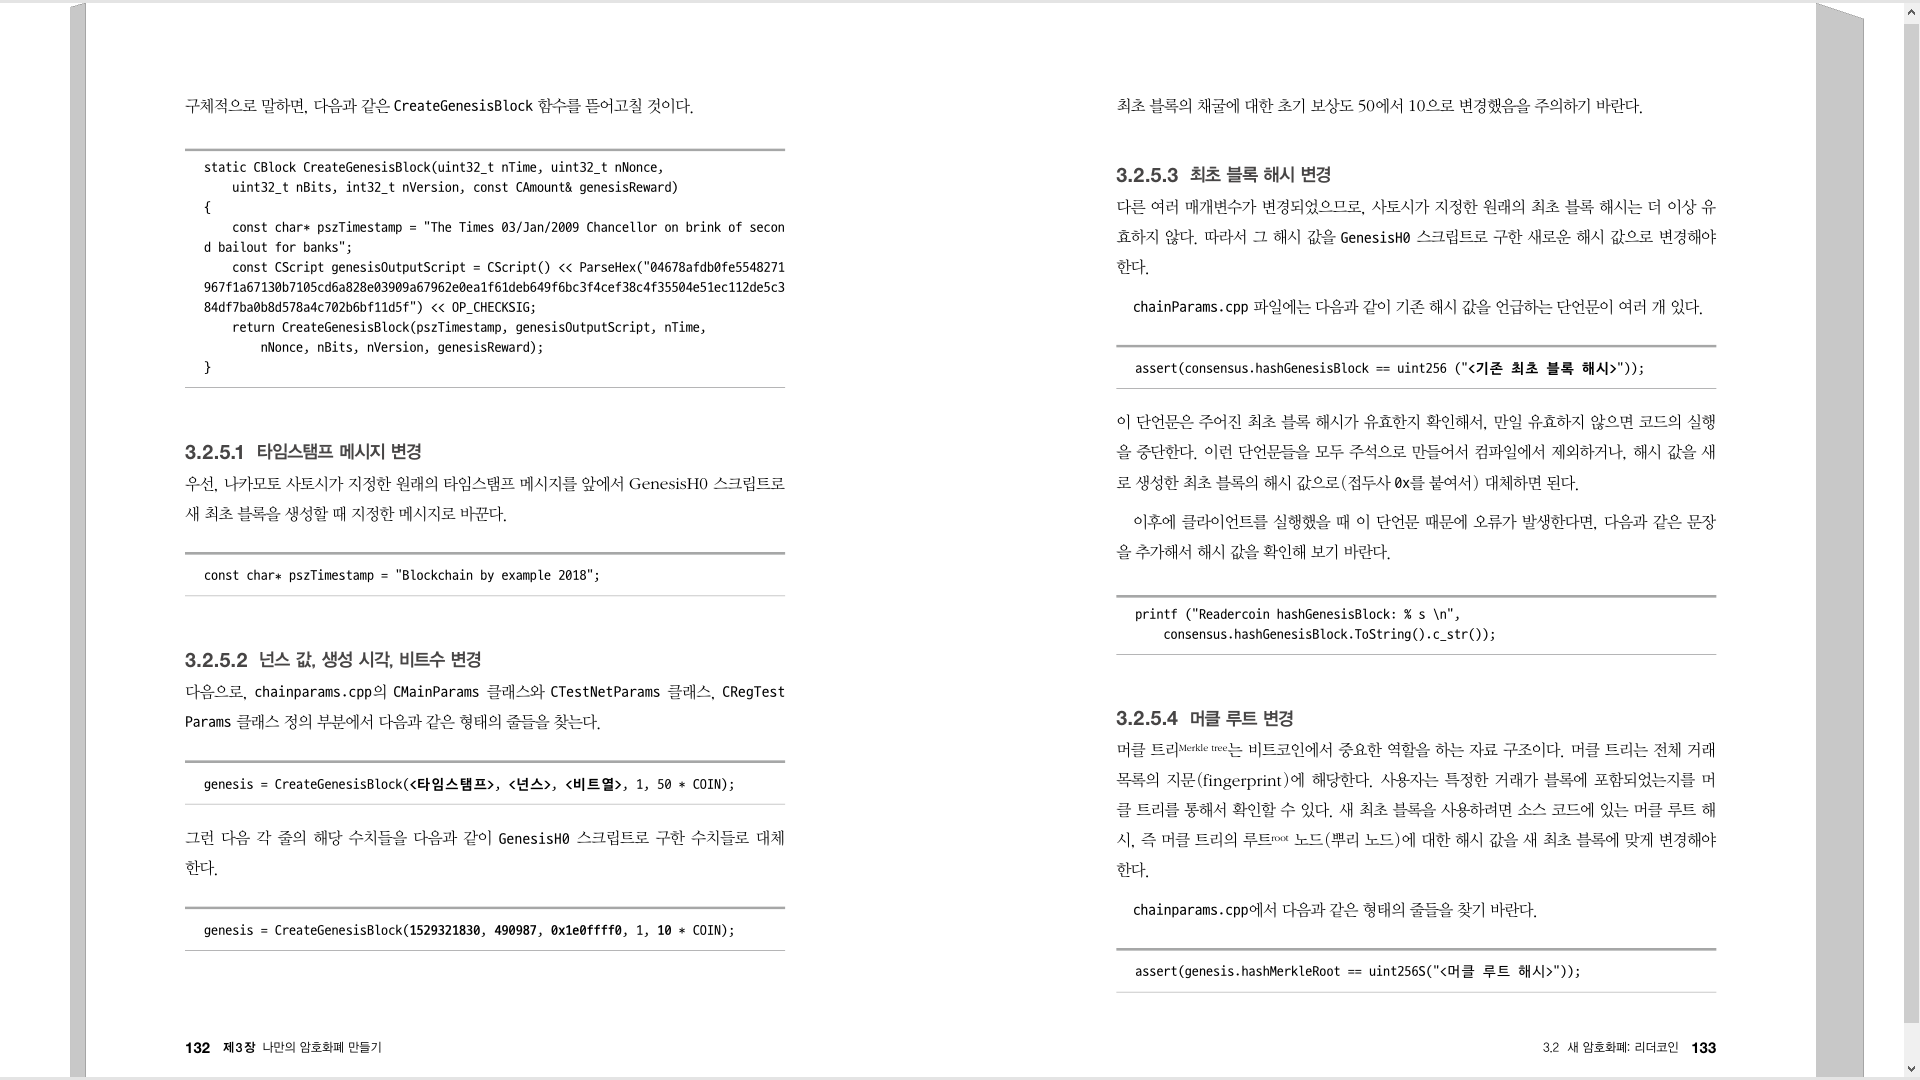 구체적으로 말하면, 다음과 같은 CreateGenesisBlock 함수를 뜯어고칠 것이다.
static CBlock CreateGenesisBlock(uint32_t nTime, uint32_t nNonce,
    uint32_t nBits, int32_t nVersion, const CAmount& genesisReward)
{
    const char* pszTimestamp = "The Times 03/Jan/2009 Chancellor on brink of secon
d bailout for banks";
    const CScript genesisOutputScript = CScript() << ParseHex("04678afdb0fe5548271
967f1a67130b7105cd6a828e03909a67962e0ea1f61deb649f6bc3f4cef38c4f35504e51ec112de5c3
84df7ba0b8d578a4c702b6bf11d5f") << OP_CHECKSIG;
    return CreateGenesisBlock(pszTimestamp, genesisOutputScript, nTime,
        nNonce, nBits, nVersion, genesisReward);
}
3.2.5.1 타임스탬프 메시지 변경
우선, 나카모토 사토시가 지정한 원래의 타임스탬프 메시지를 앞에서 GenesisH0 스크립트로
새 최초 블록을 생성할 때 지정한 메시지로 바꾼다.
const char* pszTimestamp = "Blockchain by example 2018";
3.2.5.2 넌스 값, 생성 시각, 비트수 변경
다음으로, chainparams.cpp의 CMainParams 클래스와 CTestNetParams 클래스, CRegTest
Params 클래스 정의 부분에서 다음과 같은 형태의 줄들을 찾는다.
genesis = CreateGenesisBlock(<타임스탬프>, <넌스>, <비트열>, 1, 50 * COIN);
그런 다음 각 줄의 해당 수치들을 다음과 같이 GenesisH0 스크립트로 구한 수치들로 대체
한다.
genesis = CreateGenesisBlock(1529321830, 490987, 0x1e0ffff0, 1, 10 * COIN);
132 제3장 나만의 암호화폐 만들기
최초 블록의 채굴에 대한 초기 보상도 50에서 10으로 변경했음을 주의하기 바란다.
3.2.5.3 최초 블록 해시 변경
다른 여러 매개변수가 변경되었으므로, 사토시가 지정한 원래의 최초 블록 해시는 더 이상 유
효하지 않다. 따라서 그 해시 값을 GenesisH0 스크립트로 구한 새로운 해시 값으로 변경해야
한다.
chainParams.cpp 파일에는 다음과 같이 기존 해시 값을 언급하는 단언문이 여러 개 있다.
assert(consensus.hashGenesisBlock == uint256 ("<기존 최초 블록 해시>"));
이 단언문은 주어진 최초 블록 해시가 유효한지 확인해서, 만일 유효하지 않으면 코드의 실행
을 중단한다. 이런 단언문들을 모두 주석으로 만들어서 컴파일에서 제외하거나, 해시 값을 새
로 생성한 최초 블록의 해시 값으로(접두사 0x를 붙여서) 대체하면 된다.
이후에 클라이언트를 실행했을 때 이 단언문 때문에 오류가 발생한다면, 다음과 같은 문장
을 추가해서 해시 값을 확인해 보기 바란다.
printf ("Readercoin hashGenesisBlock: % s \n",
    consensus.hashGenesisBlock.ToString().c_str());
3.2.5.4 머클 루트 변경
머클 트리Merkle tree는 비트코인에서 중요한 역할을 하는 자료 구조이다. 머클 트리는 전체 거래
목록의 지문(fingerprint)에 해당한다. 사용자는 특정한 거래가 블록에 포함되었는지를 머
클 트리를 통해서 확인할 수 있다. 새 최초 블록을 사용하려면 소스 코드에 있는 머클 루트 해
시, 즉 머클 트리의 루트root 노드(뿌리 노드)에 대한 해시 값을 새 최초 블록에 맞게 변경해야
한다.
chainparams.cpp에서 다음과 같은 형태의 줄들을 찾기 바란다.
assert(genesis.hashMerkleRoot == uint256S("<머클 루트 해시>"));
3.2 새 암호화폐: 리더코인 133